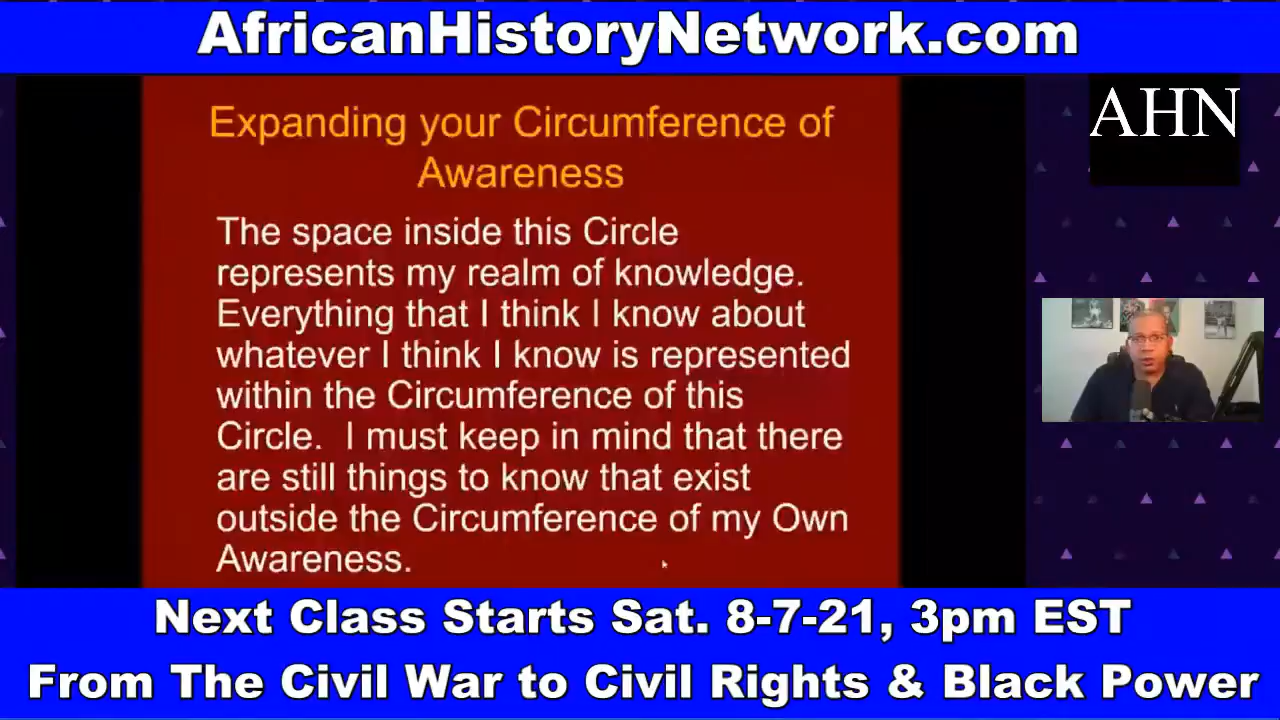 AfricanHistoryNetwork.com
AHN
Expanding your Circumference of
Awareness
The space inside this Circle
represents my realm of knowledge.
Everything that I think I know about
whatever I think I know is represented
within the Circumference of this
Circle.  I must keep in mind that there
are still things to know that exist
outside the Circumference of my Own
Awareness.
Next Class Starts Sat. 8-7-21, 3pm EST
From The Civil War to Civil Rights & Black Power